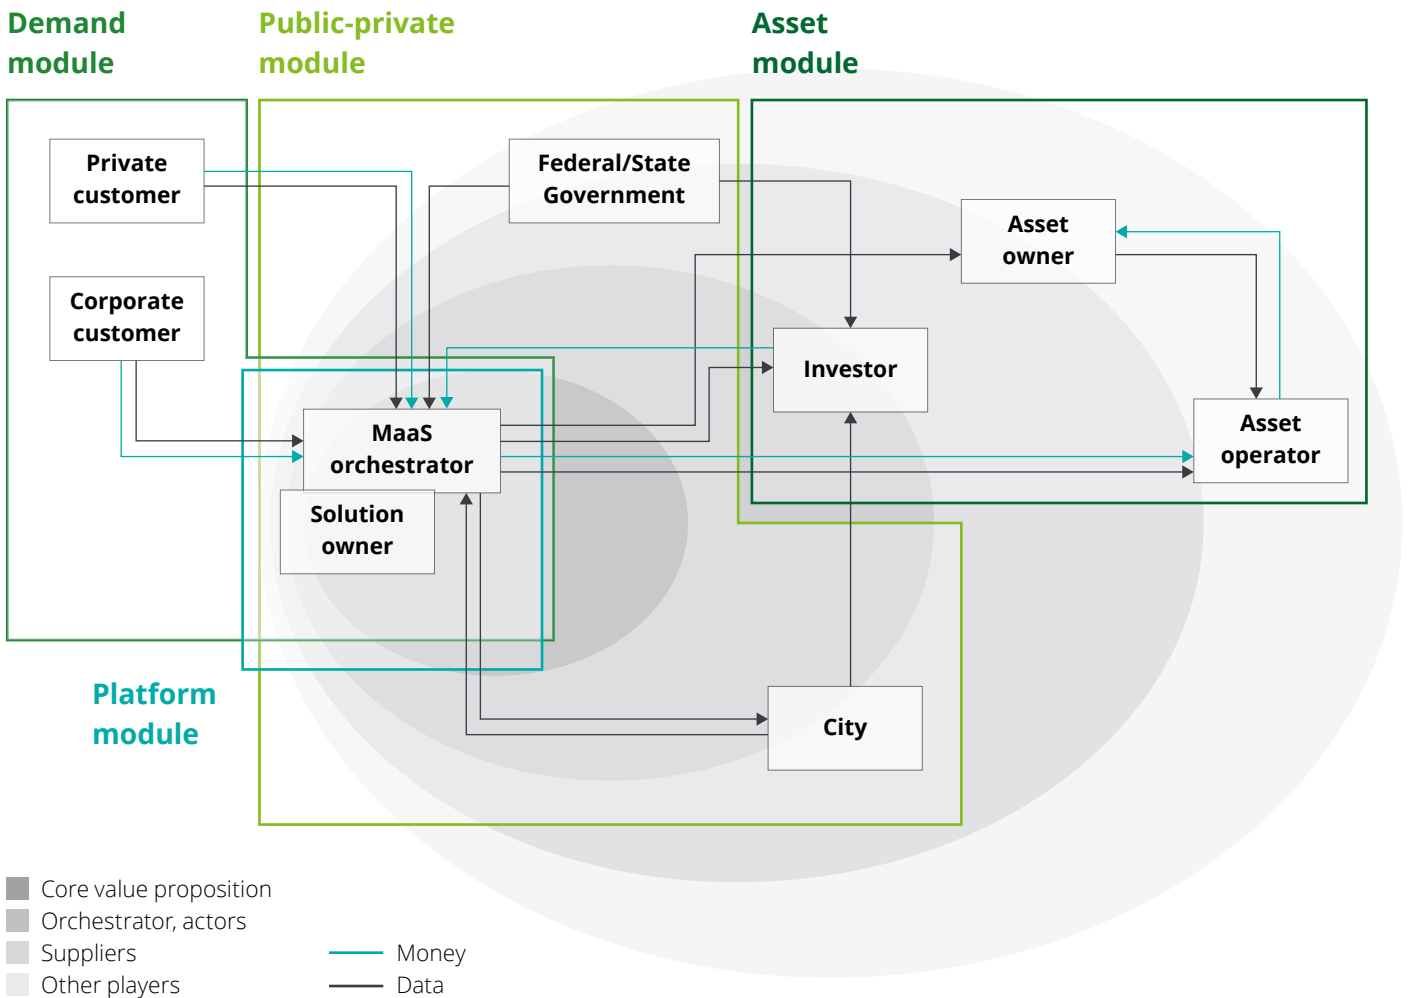 Demand
module
Public-private
module
Asset
module
Private
customer
Federal/State
Government
Asset
owner
Corporate
customer
Investor
MaaS
orchestrator
Asset
operator
Solution
owner
Platform
module
City
Core value proposition
Orchestrator, actors
Suppliers
Other players
Money
Data